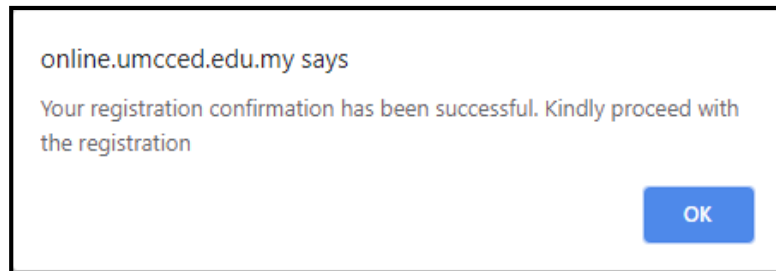 online.umcced.edu.my says
Your registration confirmation has been successful. Kindly proceed with
the registration
OK